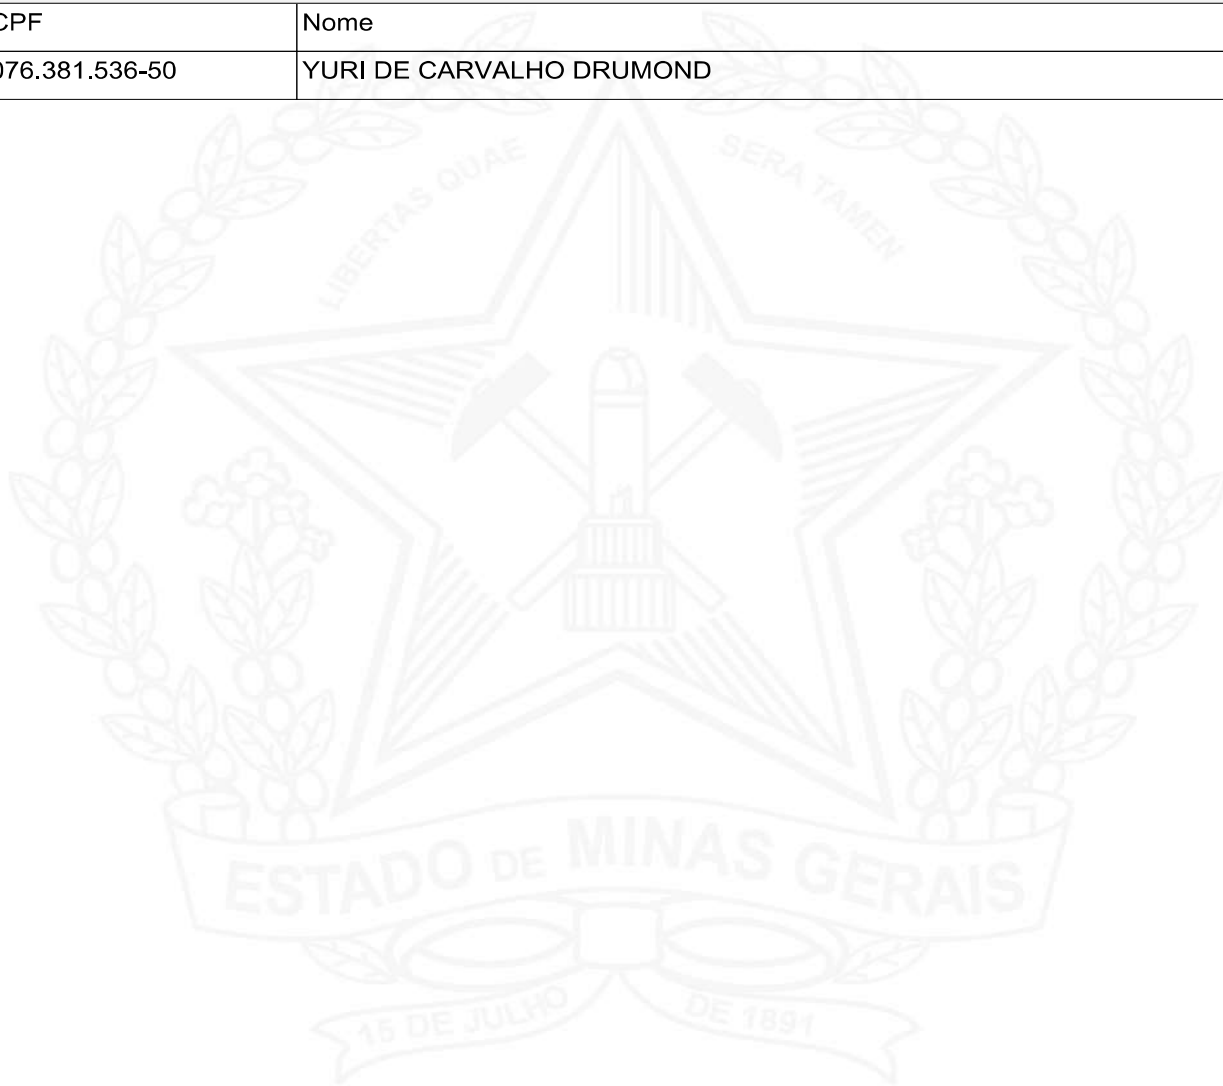 CPF Nome
076.381.536-50 YURI DE CARVALHO DRUMOND
LIBERTAS QUAE SERA TAMEN
ESTADO DE MINAS GERAIS
15 DE JULHO DE 1891